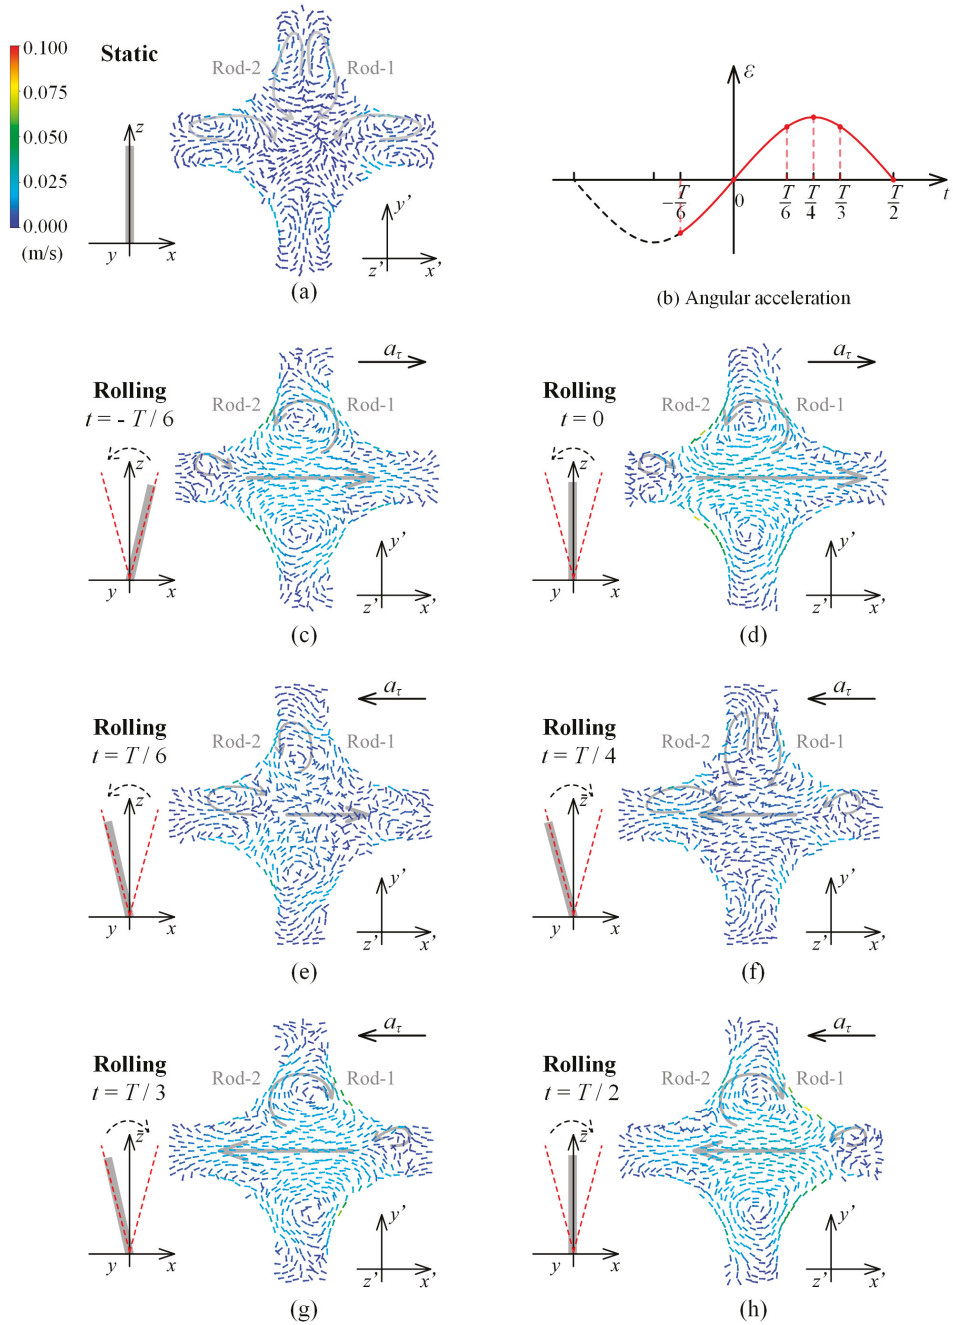 0.100
0.075
0.050
0.025
0.000
(m/s)
Static
z
y x
Rod-2 Rod-1
y'
z' x'
(a)
ε
-T/6 0 T/6 T/4 T/3 T/2 t
(b) Angular acceleration
Rolling
t = - T / 6
z
y x
aτ
Rod-2 Rod-1
y'
z' x'
(c)
Rolling
t = 0
z
y x
aτ
Rod-2 Rod-1
y'
z' x'
(d)
Rolling
t = T / 6
z
y x
aτ
Rod-2 Rod-1
y'
z' x'
(e)
Rolling
t = T / 4
z
y x
aτ
Rod-2 Rod-1
y'
z' x'
(f)
Rolling
t = T / 3
z
y x
aτ
Rod-2 Rod-1
y'
z' x'
(g)
Rolling
t = T / 2
z
y x
aτ
Rod-2 Rod-1
y'
z' x'
(h)